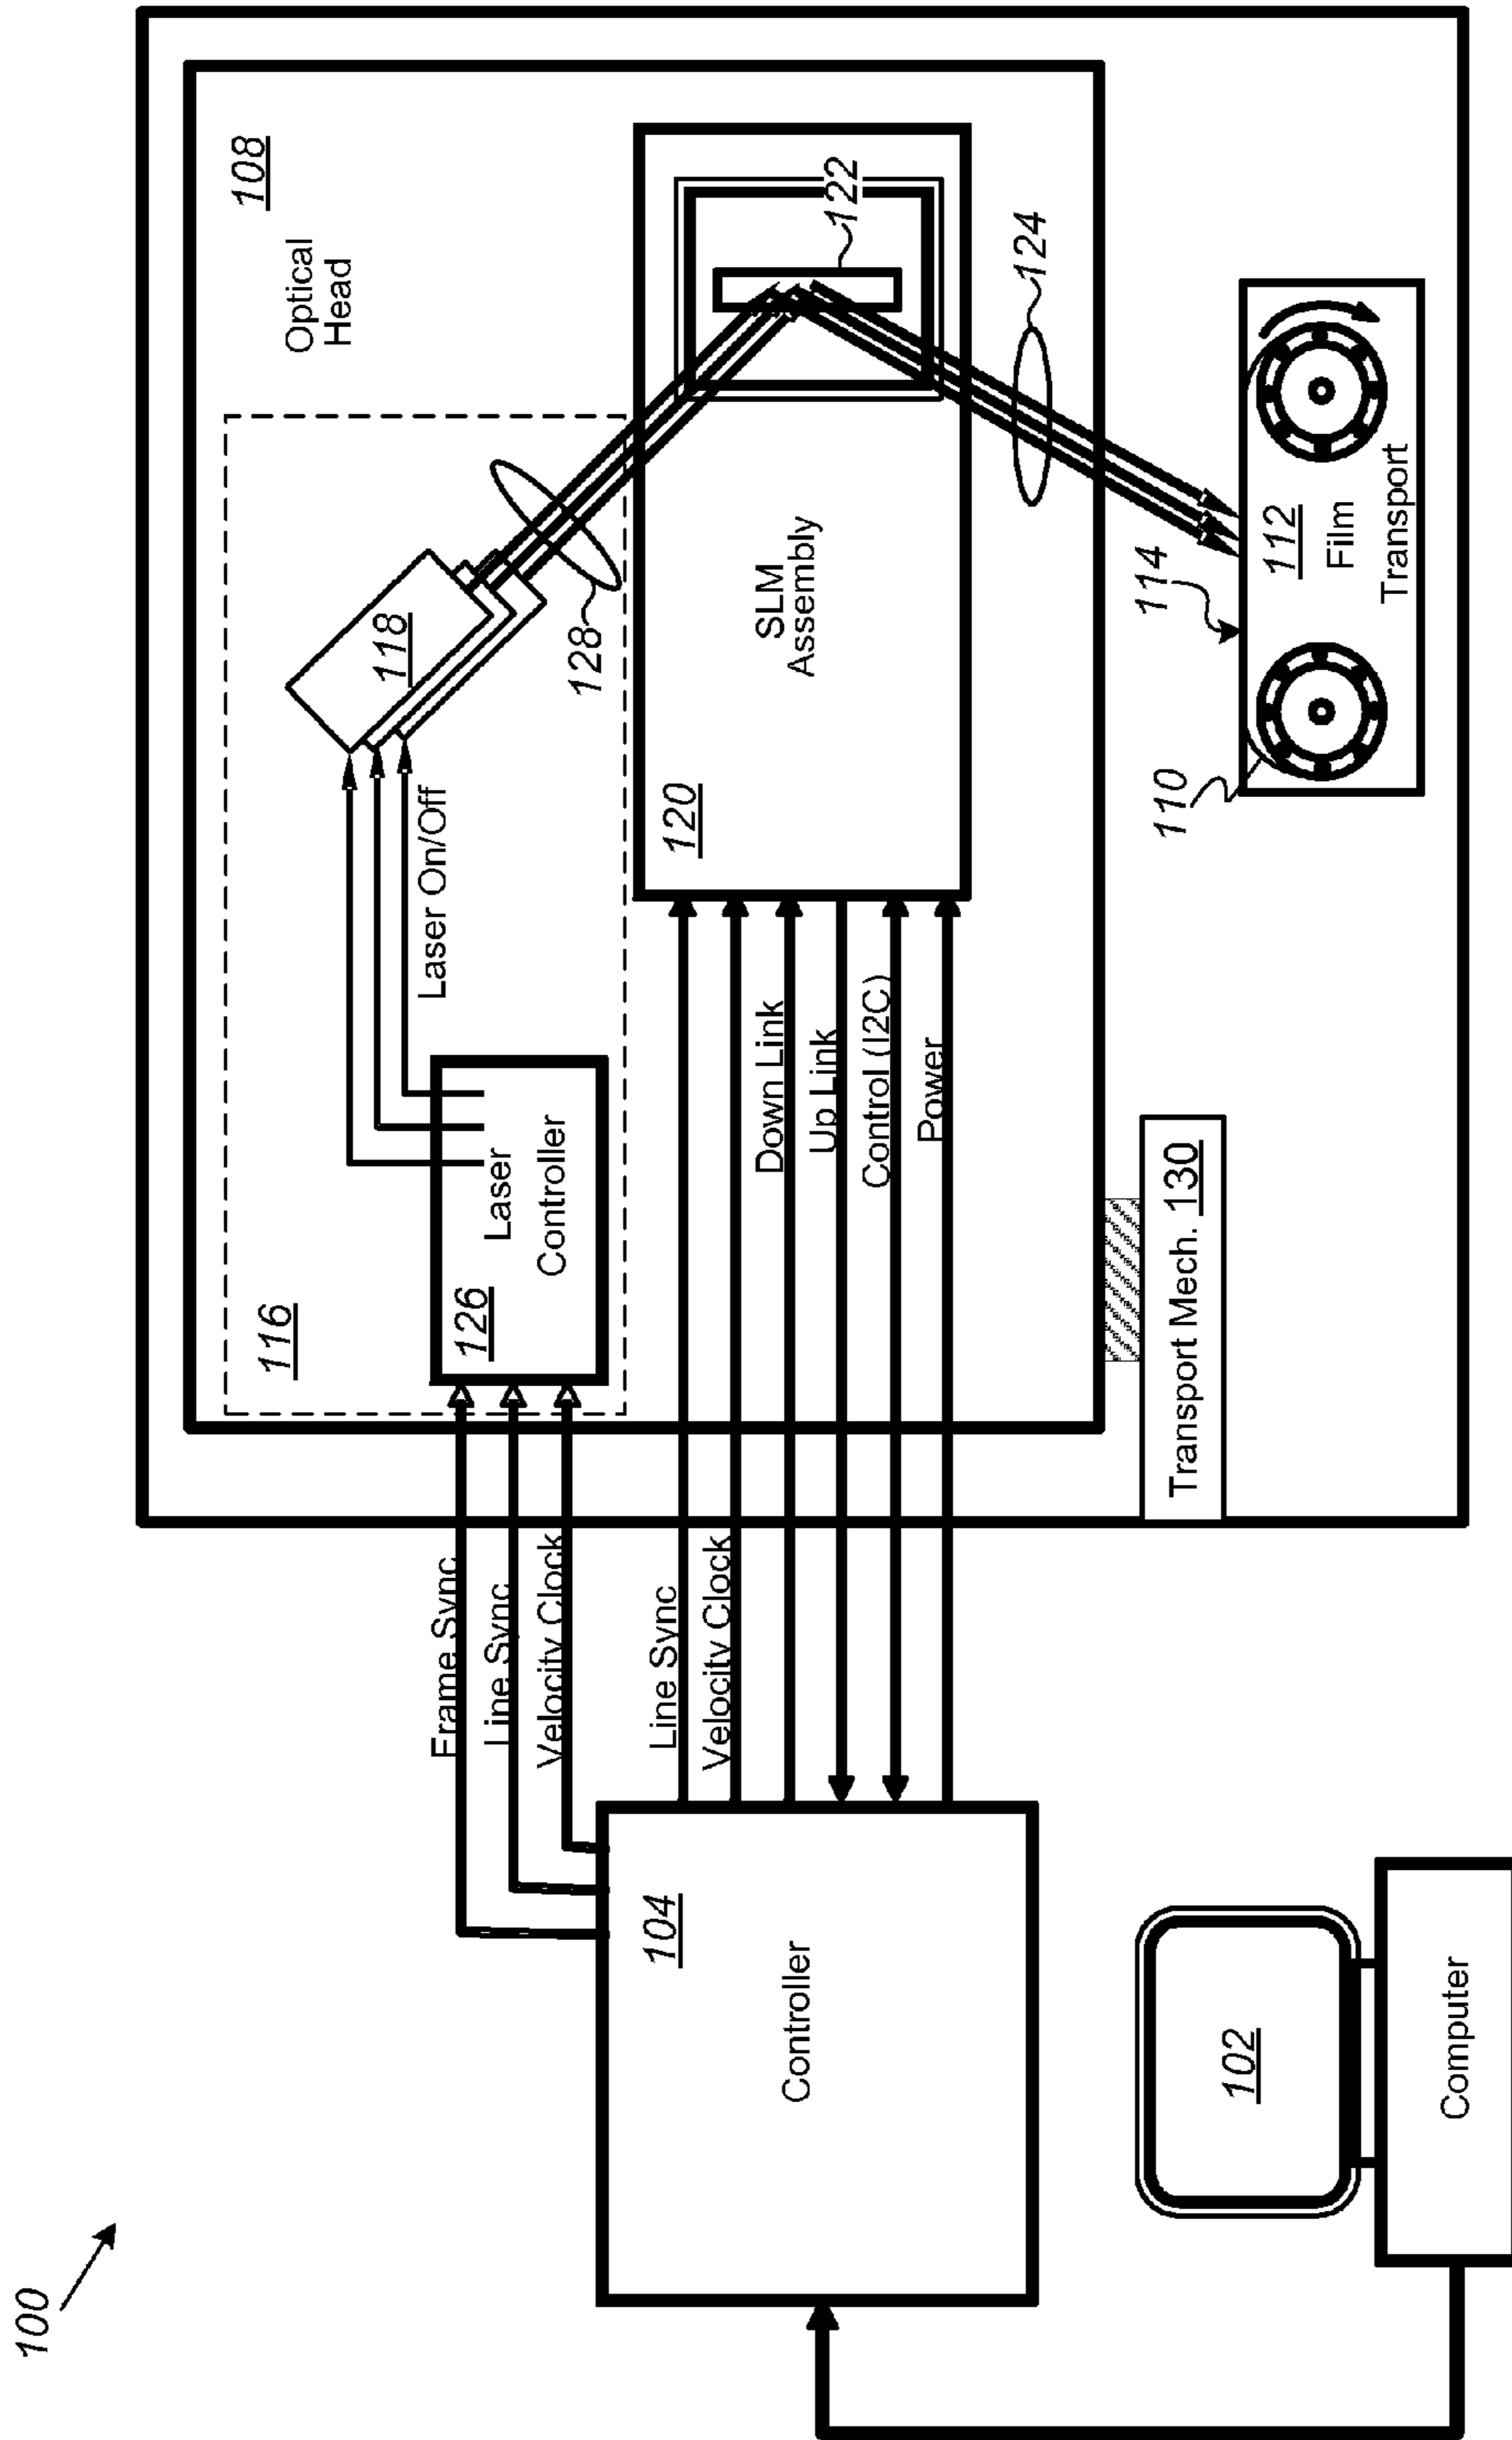 100
108
Optical
Head
116
118
128
Laser On/Off
126
Laser
Controller
Frame Sync
Line Sync
Velocity Clock
Line Sync
Velocity Clock
Down Link
Up Link
Control (I2C)
Power
120
SLM
Assembly
122
124
104
Controller
Transport Mech. 130
114
110
112
Film
Transport
102
Computer